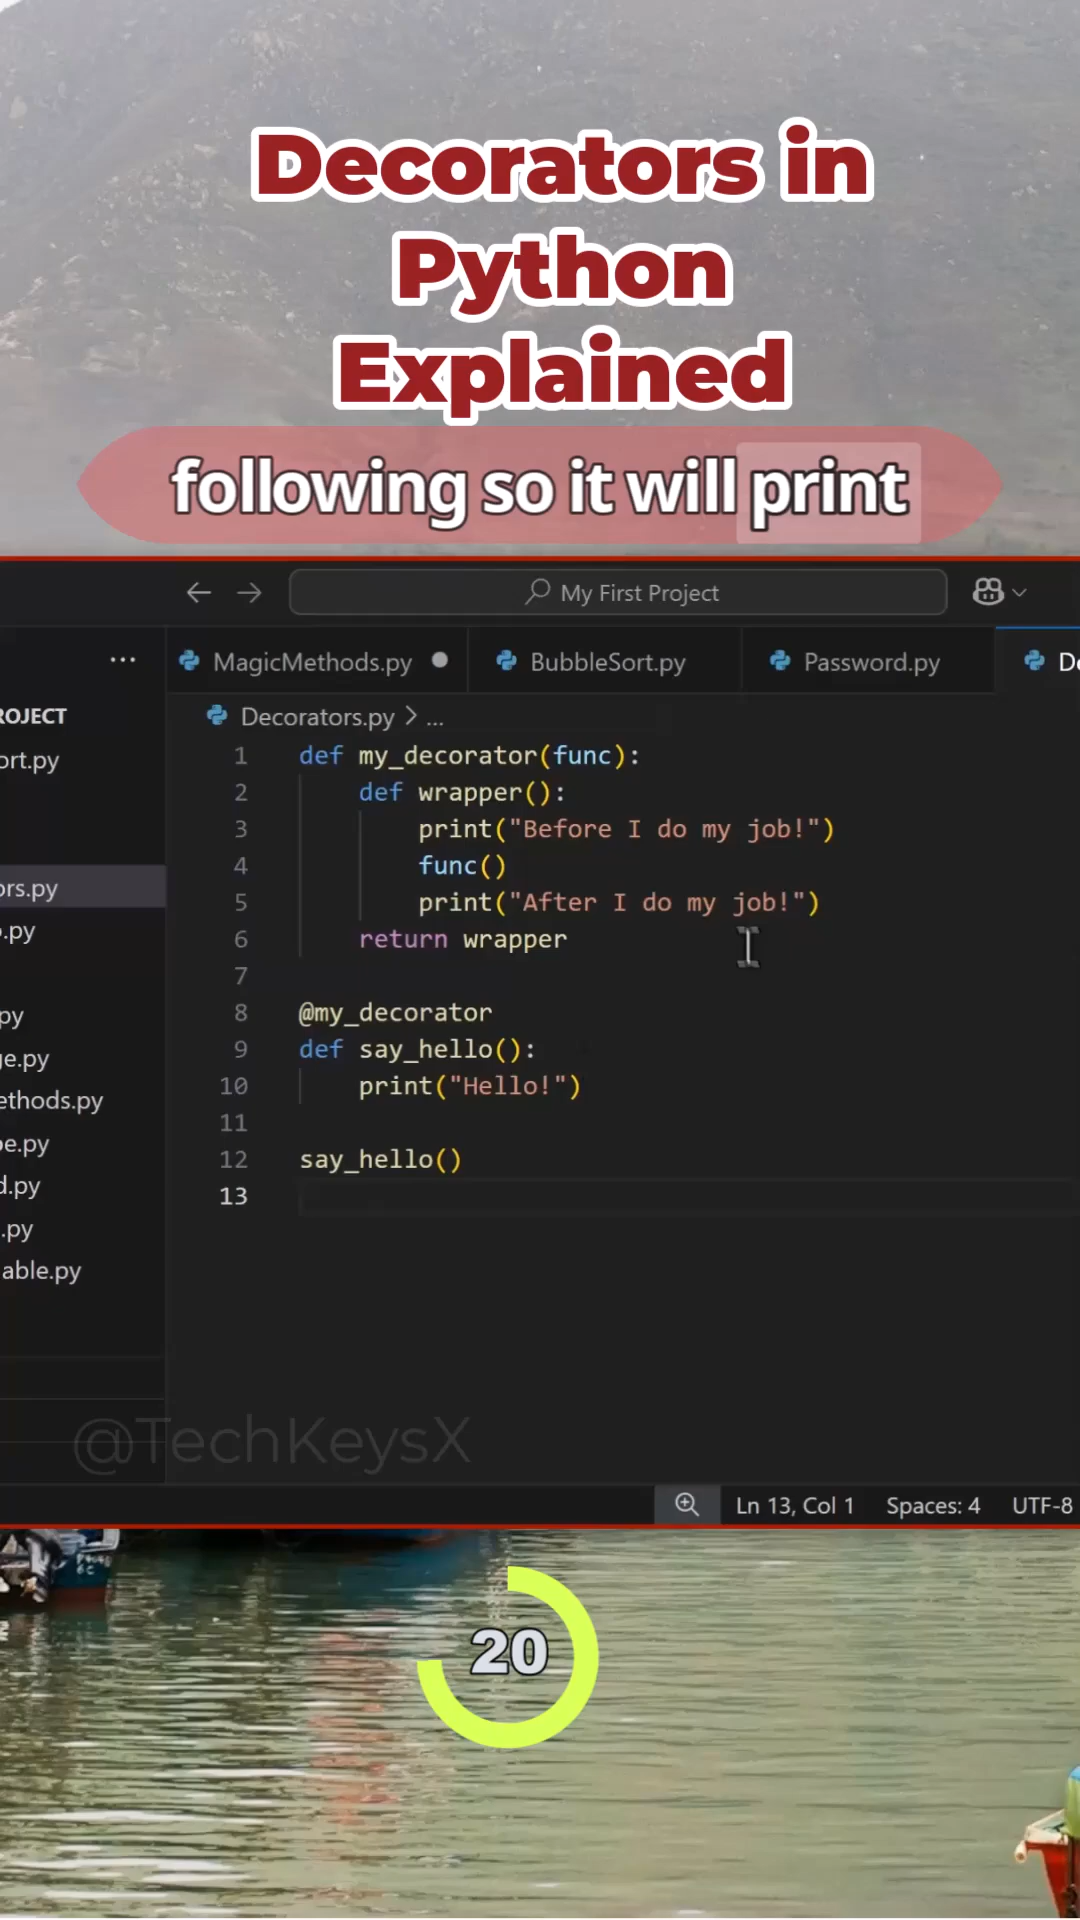 Decorators in
Python
Explained
following so it will print
My First Project
MagicMethods.py
BubbleSort.py
Password.py
De
ROJECT
Decorators.py > ...
ort.py
ors.py
.py
py
ge.py
ethods.py
pe.py
d.py
.py
able.py
1 def my_decorator(func):
2 def wrapper():
3 print("Before I do my job!")
4 func()
5 print("After I do my job!")
6 return wrapper
7
8 @my_decorator
9 def say_hello():
10 print("Hello!")
11
12 say_hello()
13
@TechKeysX
Ln 13, Col 1 Spaces: 4 UTF-8
20